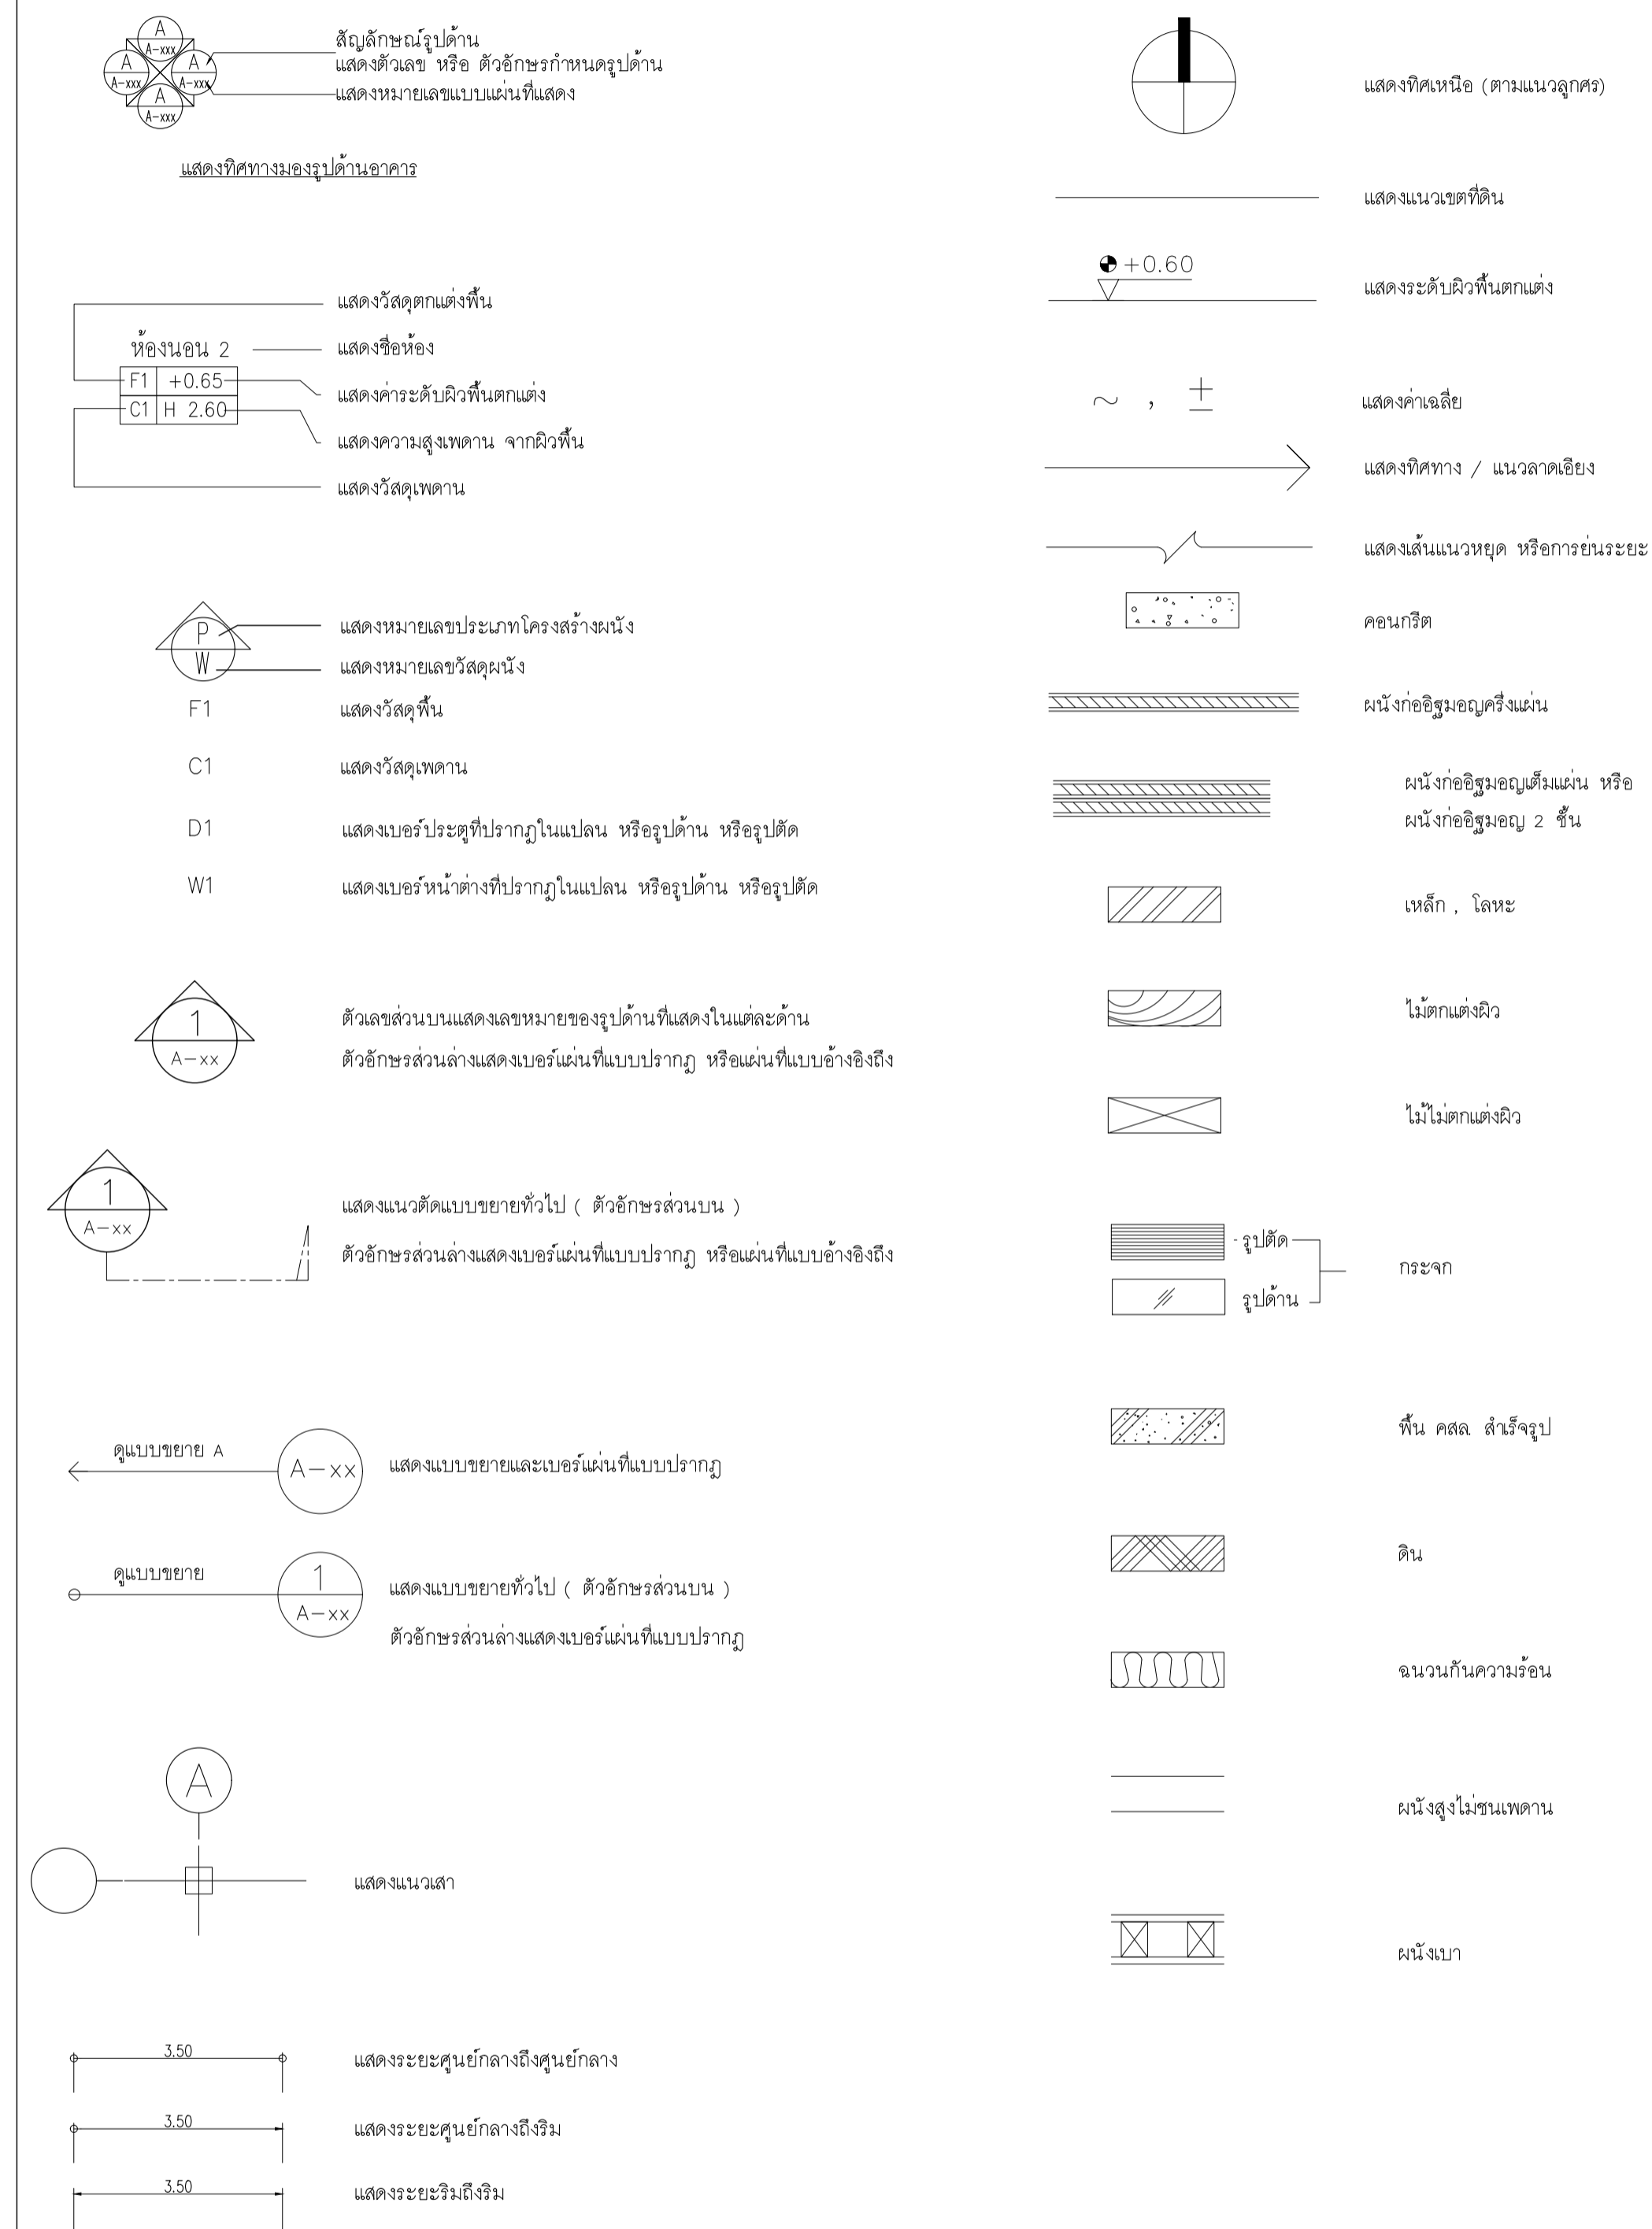 A
A-xxx
A
A-xxx
A
A-xxx
A
A-xxx
สัญลักษณ์รูปด้าน
แสดงตัวเลข หรือ ตัวอักษรกำหนดรูปด้าน
แสดงหมายเลขแบบแผ่นที่แสดง
แสดงทิศทางมองรูปด้านอาคาร
แสดงวัสดุตกแต่งพื้น
ห้องนอน 2
แสดงชื่อห้อง
F1 +0.65
แสดงค่าระดับผิวพื้นตกแต่ง
C1 H 2.60
แสดงความสูงเพดาน จากผิวพื้น
แสดงวัสดุเพดาน
P
แสดงหมายเลขประเภทโครงสร้างผนัง
W
แสดงหมายเลขวัสดุผนัง
F1
แสดงวัสดุพื้น
C1
แสดงวัสดุเพดาน
D1
แสดงเบอร์ประตูที่ปรากฎในแปลน หรือรูปด้าน หรือรูปตัด
W1
แสดงเบอร์หน้าต่างที่ปรากฎในแปลน หรือรูปด้าน หรือรูปตัด
1
A-xx
ตัวเลขส่วนบนแสดงเลขหมายของรูปด้านที่แสดงในแต่ละด้าน
ตัวอักษรส่วนล่างแสดงเบอร์แผ่นที่แบบปรากฎ หรือแผ่นที่แบบอ้างอิงถึง
1
A-xx
แสดงแนวตัดแบบขยายทั่วไป ( ตัวอักษรส่วนบน )
ตัวอักษรส่วนล่างแสดงเบอร์แผ่นที่แบบปรากฎ หรือแผ่นที่แบบอ้างอิงถึง
ดูแบบขยาย A
A-xx
แสดงแบบขยายและเบอร์แผ่นที่แบบปรากฎ
ดูแบบขยาย
1
A-xx
แสดงแบบขยายทั่วไป ( ตัวอักษรส่วนบน )
ตัวอักษรส่วนล่างแสดงเบอร์แผ่นที่แบบปรากฎ
A
แสดงแนวเสา
3.50
แสดงระยะศูนย์กลางถึงศูนย์กลาง
3.50
แสดงระยะศูนย์กลางถึงริม
3.50
แสดงระยะริมถึงริม
แสดงทิศเหนือ (ตามแนวลูกศร)
แสดงแนวเขตที่ดิน
+0.60
แสดงระดับผิวพื้นตกแต่ง
~ , ±
แสดงค่าเฉลี่ย
แสดงทิศทาง / แนวลาดเอียง
แสดงเส้นแนวหยุด หรือการย่นระยะ
คอนกรีต
ผนังก่ออิฐมอญครึ่งแผ่น
ผนังก่ออิฐมอญเต็มแผ่น หรือ
ผนังก่ออิฐมอญ 2 ชั้น
เหล็ก , โลหะ
ไม้ตกแต่งผิว
ไม้ไม่ตกแต่งผิว
รูปตัด
กระจก
รูปด้าน
พื้น คสล. สำเร็จรูป
ดิน
ฉนวนกันความร้อน
ผนังสูงไม่ชนเพดาน
ผนังเบา